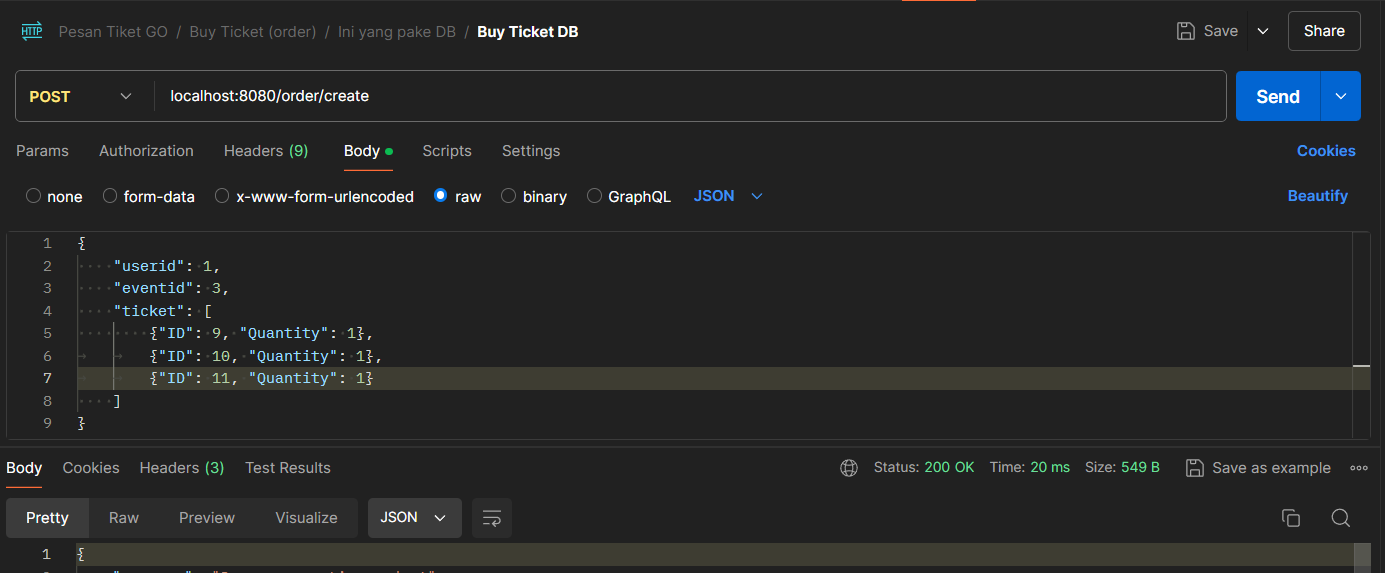 HTTP Pesan Tiket GO / Buy Ticket (order) / Ini yang pake DB / Buy Ticket DB Save Share
POST localhost:8080/order/create Send
Params Authorization Headers (9) Body Scripts Settings Cookies
none form-data x-www-form-urlencoded raw binary GraphQL JSON Beautify
1 {
2 "userid": 1,
3 "eventid": 3,
4 "ticket": [
5 {"ID": 9, "Quantity": 1},
6 {"ID": 10, "Quantity": 1},
7 {"ID": 11, "Quantity": 1}
8 ]
9 }
Body Cookies Headers (3) Test Results Status: 200 OK Time: 20 ms Size: 549 B Save as example
Pretty Raw Preview Visualize JSON
1 {